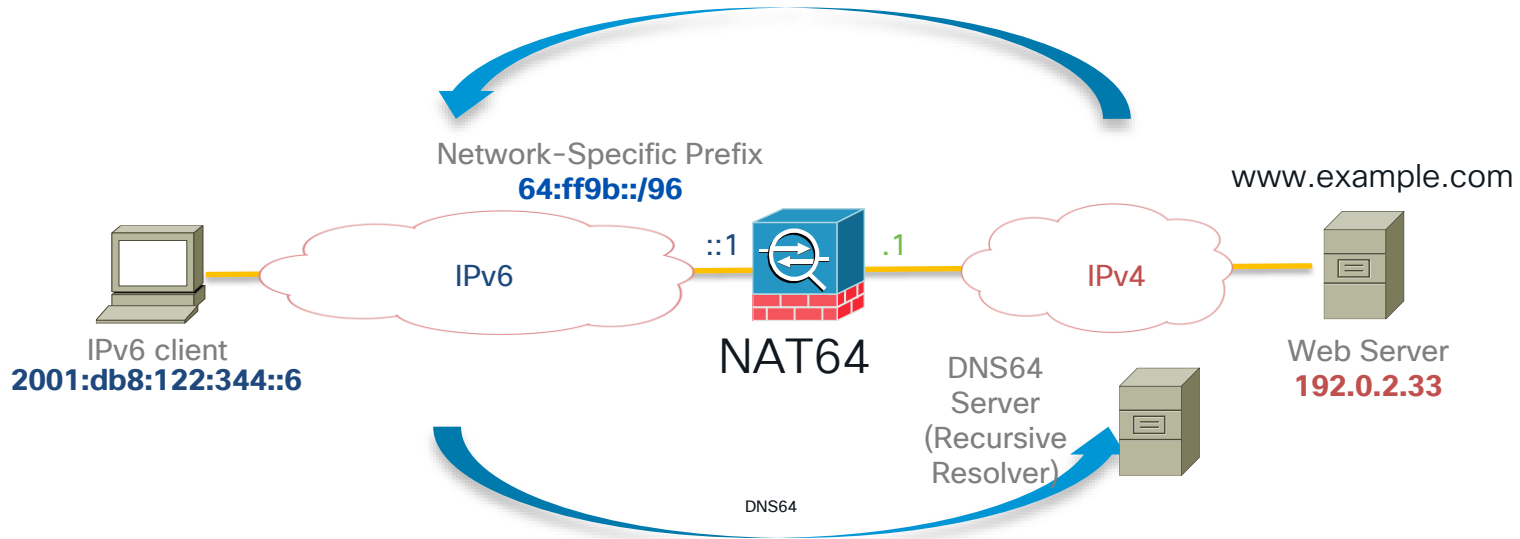 Network-Specific Prefix
64:ff9b::/96
www.example.com
IPv6
::1
.1
IPv4
IPv6 client
2001:db8:122:344::6
NAT64
DNS64
Server
(Recursive
Resolver)
Web Server
192.0.2.33
DNS64